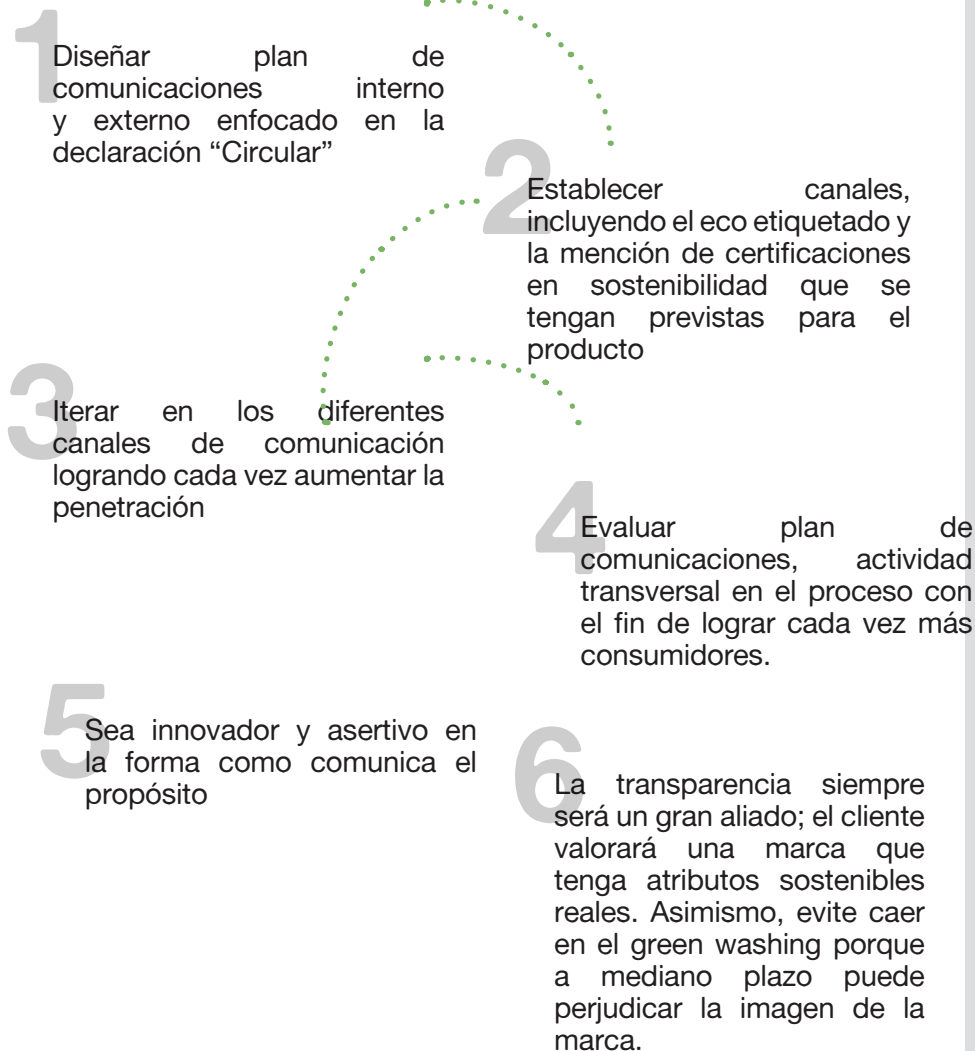 1
Diseñar plan de
comunicaciones interno
y externo enfocado en la
declaración “Circular”
2
Establecer canales,
incluyendo el eco etiquetado y
la mención de certificaciones
en sostenibilidad que se
tengan previstas para el
producto
3
Iterar en los diferentes
canales de comunicación
logrando cada vez aumentar la
penetración
4
Evaluar plan de
comunicaciones, actividad
transversal en el proceso con
el fin de lograr cada vez más
consumidores.
5
Sea innovador y asertivo en
la forma como comunica el
propósito
6
La transparencia siempre
será un gran aliado; el cliente
valorará una marca que
tenga atributos sostenibles
reales. Asimismo, evite caer
en el green washing porque
a mediano plazo puede
perjudicar la imagen de la
marca.